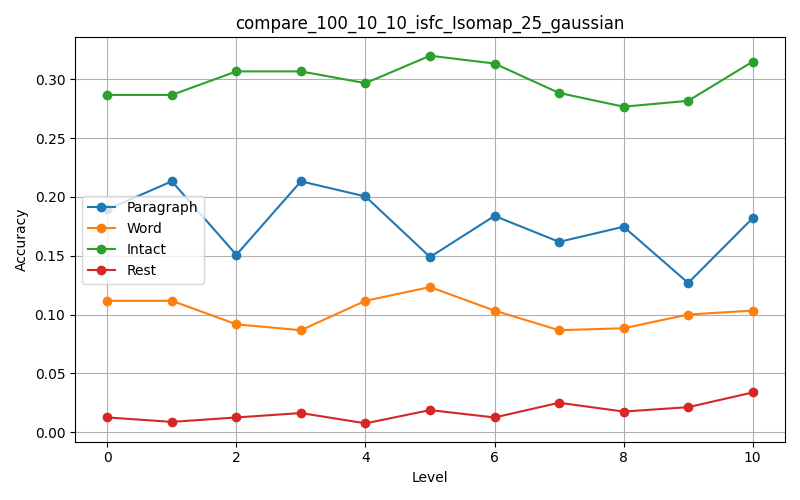 compare_100_10_10_isfc_Isomap_25_gaussian
Accuracy
0.30
0.25
0.20
0.15
0.10
0.05
0.00
Paragraph
Word
Intact
Rest
0 2 4 6 8 10
Level